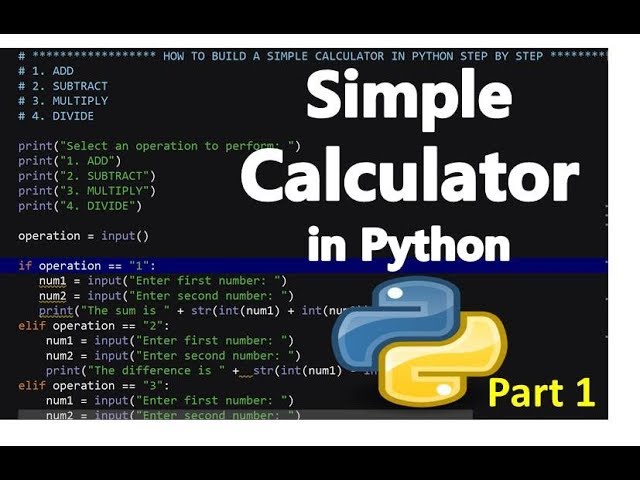 # ****************** HOW TO BUILD A SIMPLE CALCULATOR IN PYTHON STEP BY STEP ********!
# 1. ADD
# 2. SUBTRACT
# 3. MULTIPLY
# 4. DIVIDE
Simple
Calculator
in Python
print("Select an operation to perform: ")
print("1. ADD")
print("2. SUBTRACT")
print("3. MULTIPLY")
print("4. DIVIDE")
operation = input()
if operation == "1":
num1 = input("Enter first number: ")
num2 = input("Enter second number: ")
print("The sum is " + str(int(num1) + int(
elif operation == "2":
num1 = input("Enter first number: ")
num2 = input("Enter second number: ")
print("The difference is " + str(int(num1) -
elif operation == "3":
num1 = input("Enter first number: ")
num2 = input("Enter second number: ")
Part 1